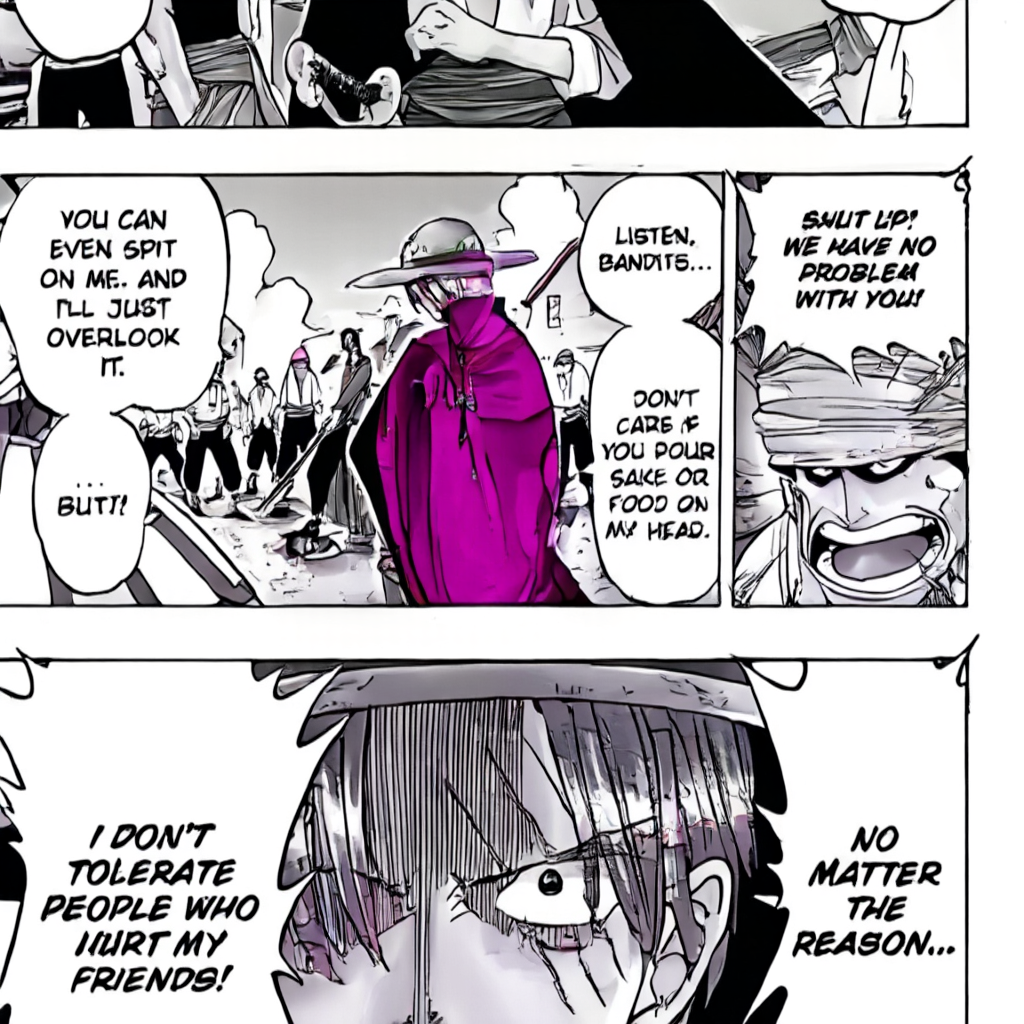 LISTEN,
BANDITS...
DON'T
CARE IF
YOU POUR
SAKE OR
FOOD ON
MY HEAD.
YOU CAN
EVEN SPIT
ON ME. AND
I'LL JUST
OVERLOOK
IT.
...
BUT!!
SHUT UP!
WE HAVE NO
PROBLEM
WITH YOU!
NO
MATTER
THE
REASON...
I DON'T
TOLERATE
PEOPLE WHO
HURT MY
FRIENDS!